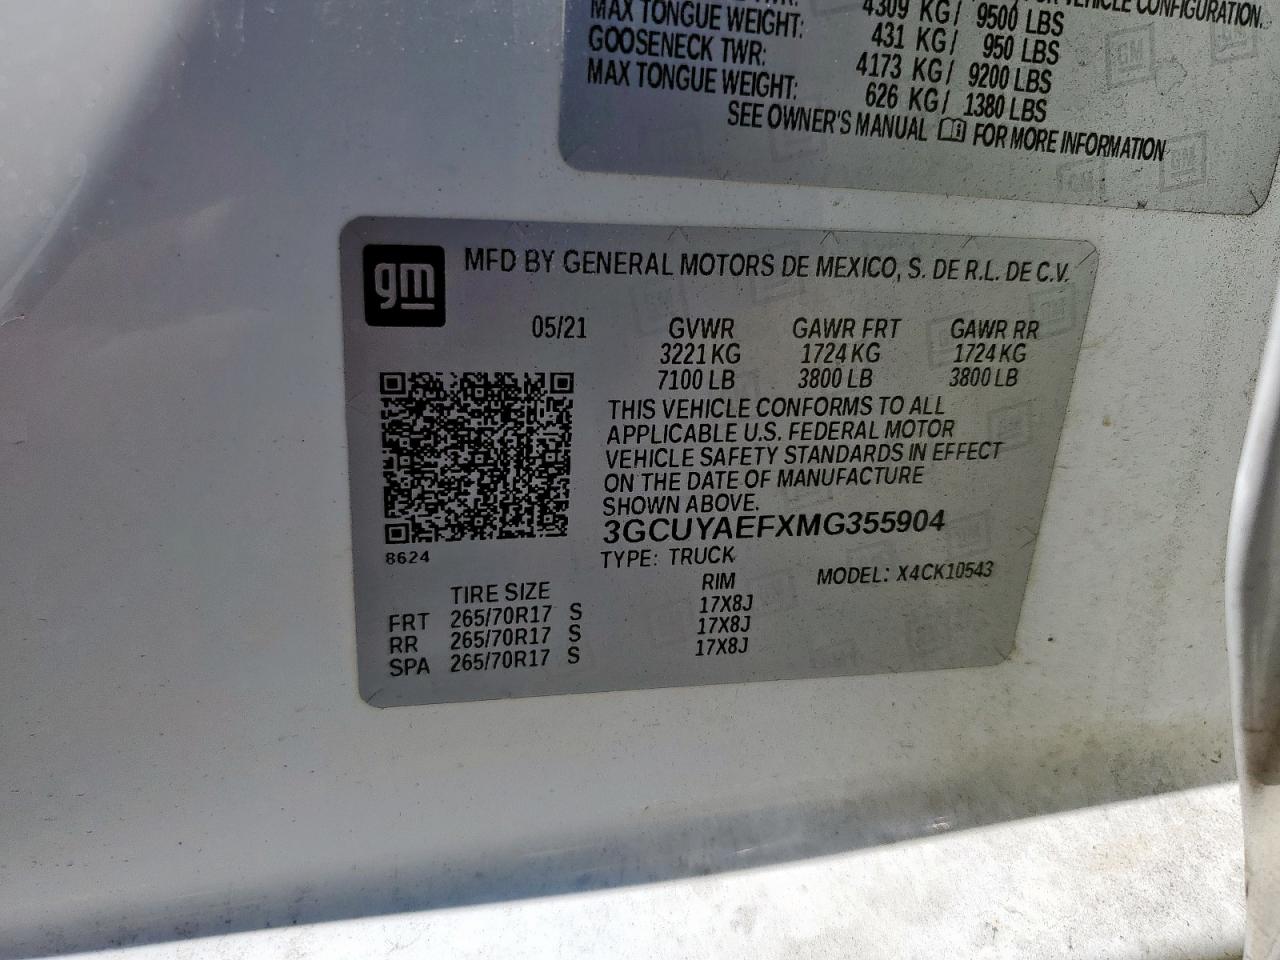 VEHICLE CONFIGURATION.
TWR: 4309 KG/ 9500 LBS
MAX TONGUE WEIGHT: 431 KG/ 950 LBS
GOOSENECK TWR: 4173 KG/ 9200 LBS
MAX TONGUE WEIGHT: 626 KG/ 1380 LBS
SEE OWNER'S MANUAL FOR MORE INFORMATION
gm
MFD BY GENERAL MOTORS DE MEXICO, S. DE R.L. DE C.V.
05/21 GVWR GAWR FRT GAWR RR
3221 KG 1724 KG 1724 KG
7100 LB 3800 LB 3800 LB
THIS VEHICLE CONFORMS TO ALL
APPLICABLE U.S. FEDERAL MOTOR
VEHICLE SAFETY STANDARDS IN EFFECT
ON THE DATE OF MANUFACTURE
SHOWN ABOVE.
3GCUYAEFXMG355904
8624
TYPE: TRUCK MODEL: X4CK10543
TIRE SIZE RIM
FRT 265/70R17 S 17X8J
RR 265/70R17 S 17X8J
SPA 265/70R17 S 17X8J